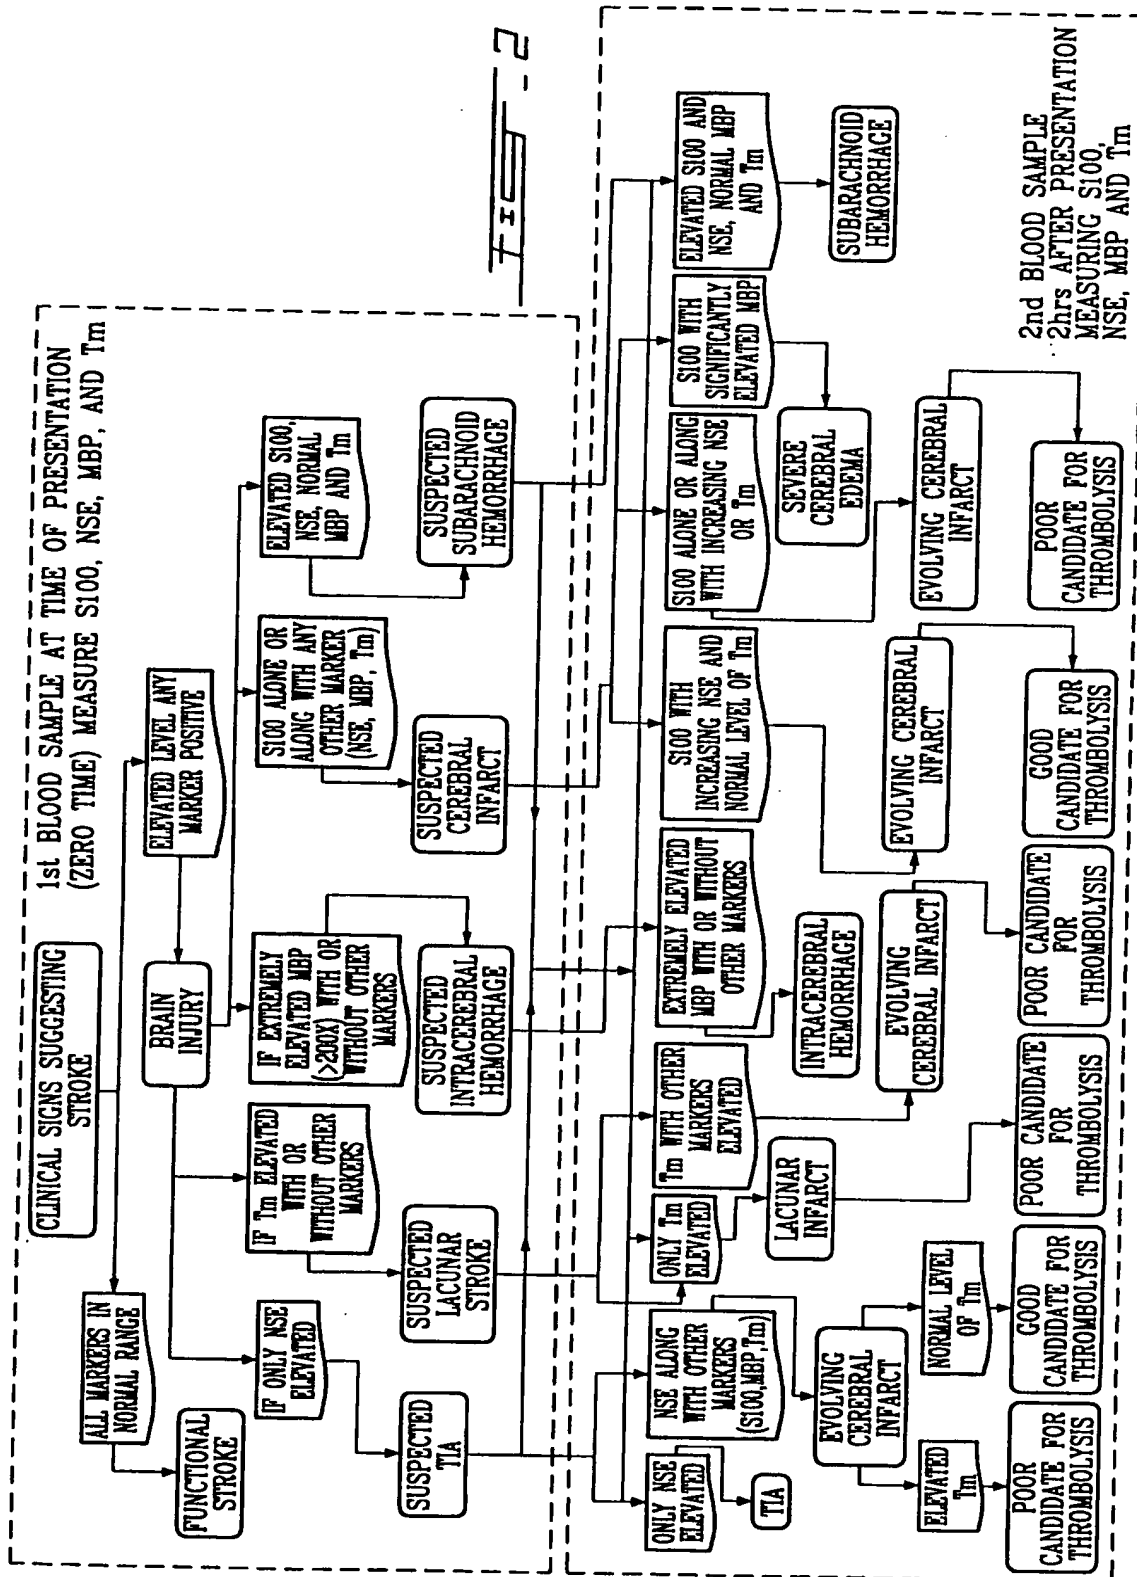 1st BLOOD SAMPLE AT TIME OF PRESENTATION
(ZERO TIME) MEASURE S100, NSE, MBP, AND Tm
CLINICAL SIGNS SUGGESTING
STROKE
ALL MARKERS IN
NORMAL RANGE
ELEVATED LEVEL ANY
MARKER POSITIVE
FUNCTIONAL
STROKE
BRAIN
INJURY
IF ONLY NSE
ELEVATED
IF Tm ELEVATED
WITH OR
WITHOUT OTHER
MARKERS
IF EXTREMELY
ELEVATED MBP
(>200X) WITH OR
WITHOUT OTHER
MARKERS
S100 ALONE OR
ALONG WITH ANY
OTHER MARKER
(NSE, MBP, Tm)
ELEVATED S100,
NSE, NORMAL
MBP AND Tm
SUSPECTED
TIA
SUSPECTED
LACUNAR
STROKE
SUSPECTED
INTRACEREBRAL
HEMORRHAGE
SUSPECTED
CEREBRAL
INFARCT
SUSPECTED
SUBARACHNOID
HEMORRHAGE
FIG - 2
ONLY NSE
ELEVATED
NSE ALONG
WITH OTHER
MARKERS
(S100,MBP,Tm)
ONLY Tm
ELEVATED
Tm WITH OTHER
MARKERS
ELEVATED
EXTREMELY ELEVATED
MBP WITH OR WITHOUT
OTHER MARKERS
S100 WITH
INCREASING NSE AND
NORMAL LEVEL OF Tm
S100 ALONE OR ALONG
WITH INCREASING NSE
OR Tm
S100 WITH
SIGNIFICANTLY
ELEVATED MBP
ELEVATED S100 AND
NSE, NORMAL MBP
AND Tm
TIA
EVOLVING
CEREBRAL
INFARCT
LACUNAR
INFARCT
INTRACEREBRAL
HEMORRHAGE
SEVERE
CEREBRAL
EDEMA
SUBARACHNOID
HEMORRHAGE
ELEVATED
Tm
NORMAL LEVEL
OF Tm
EVOLVING
CEREBRAL INFARCT
EVOLVING CEREBRAL
INFARCT
EVOLVING CEREBRAL
INFARCT
POOR
CANDIDATE FOR
THROMBOLYSIS
GOOD
CANDIDATE FOR
THROMBOLYSIS
POOR CANDIDATE
FOR
THROMBOLYSIS
POOR CANDIDATE
FOR
THROMBOLYSIS
GOOD
CANDIDATE FOR
THROMBOLYSIS
POOR
CANDIDATE FOR
THROMBOLYSIS
2nd BLOOD SAMPLE
2hrs AFTER PRESENTATION
MEASURING S100,
NSE, MBP AND Tm